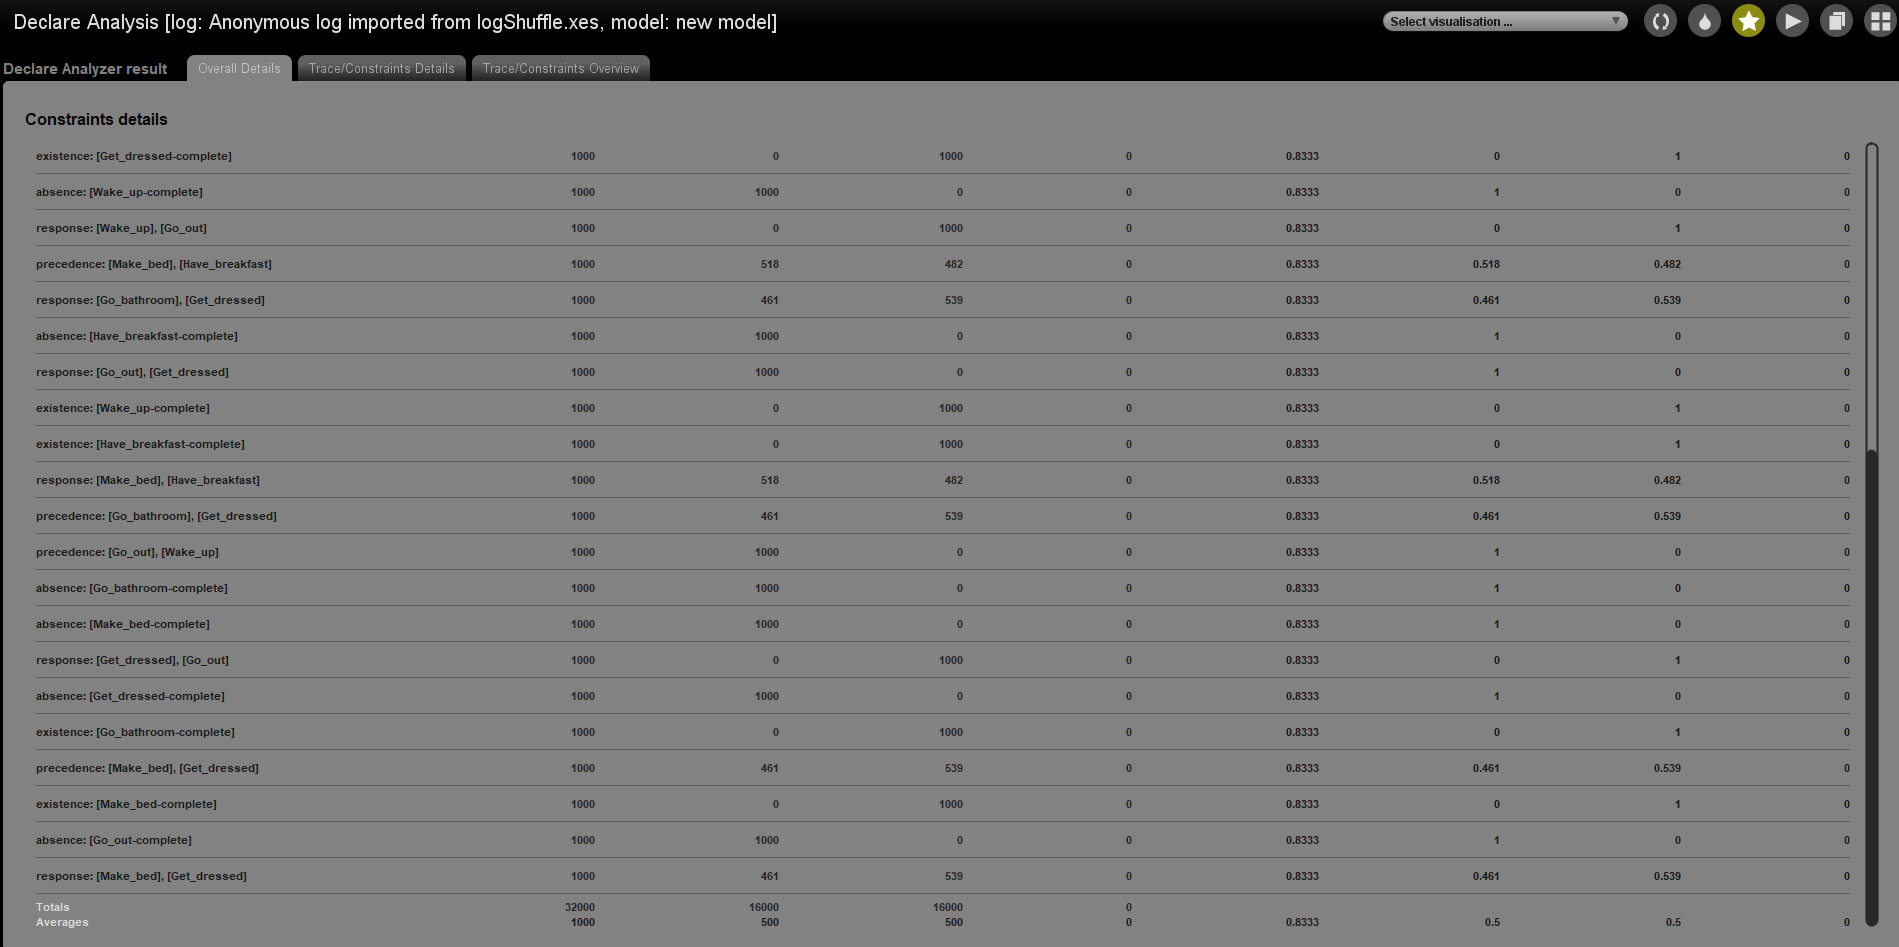 Declare Analysis [log: Anonymous log imported from logShuffle.xes, model: new model] Select visualisation ...
Declare Analyzer result Overall Details Trace/Constraints Details Trace/Constraints Overview
Constraints details
existence: [Get_dressed-complete] 1000 0 1000 0 0.8333 0 1 0
absence: [Wake_up-complete] 1000 1000 0 0 0.8333 1 0 0
response: [Wake_up], [Go_out] 1000 0 1000 0 0.8333 0 1 0
precedence: [Make_bed], [Have_breakfast] 1000 518 482 0 0.8333 0.518 0.482 0
response: [Go_bathroom], [Get_dressed] 1000 461 539 0 0.8333 0.461 0.539 0
absence: [Have_breakfast-complete] 1000 1000 0 0 0.8333 1 0 0
response: [Go_out], [Get_dressed] 1000 1000 0 0 0.8333 1 0 0
existence: [Wake_up-complete] 1000 0 1000 0 0.8333 0 1 0
existence: [Have_breakfast-complete] 1000 0 1000 0 0.8333 0 1 0
response: [Make_bed], [Have_breakfast] 1000 518 482 0 0.8333 0.518 0.482 0
precedence: [Go_bathroom], [Get_dressed] 1000 461 539 0 0.8333 0.461 0.539 0
precedence: [Go_out], [Wake_up] 1000 1000 0 0 0.8333 1 0 0
absence: [Go_bathroom-complete] 1000 1000 0 0 0.8333 1 0 0
absence: [Make_bed-complete] 1000 1000 0 0 0.8333 1 0 0
response: [Get_dressed], [Go_out] 1000 0 1000 0 0.8333 0 1 0
absence: [Get_dressed-complete] 1000 1000 0 0 0.8333 1 0 0
existence: [Go_bathroom-complete] 1000 0 1000 0 0.8333 0 1 0
precedence: [Make_bed], [Get_dressed] 1000 461 539 0 0.8333 0.461 0.539 0
existence: [Make_bed-complete] 1000 0 1000 0 0.8333 0 1 0
absence: [Go_out-complete] 1000 1000 0 0 0.8333 1 0 0
response: [Make_bed], [Get_dressed] 1000 461 539 0 0.8333 0.461 0.539 0
Totals 32000 16000 16000 0
Averages 1000 500 500 0 0.8333 0.5 0.5 0